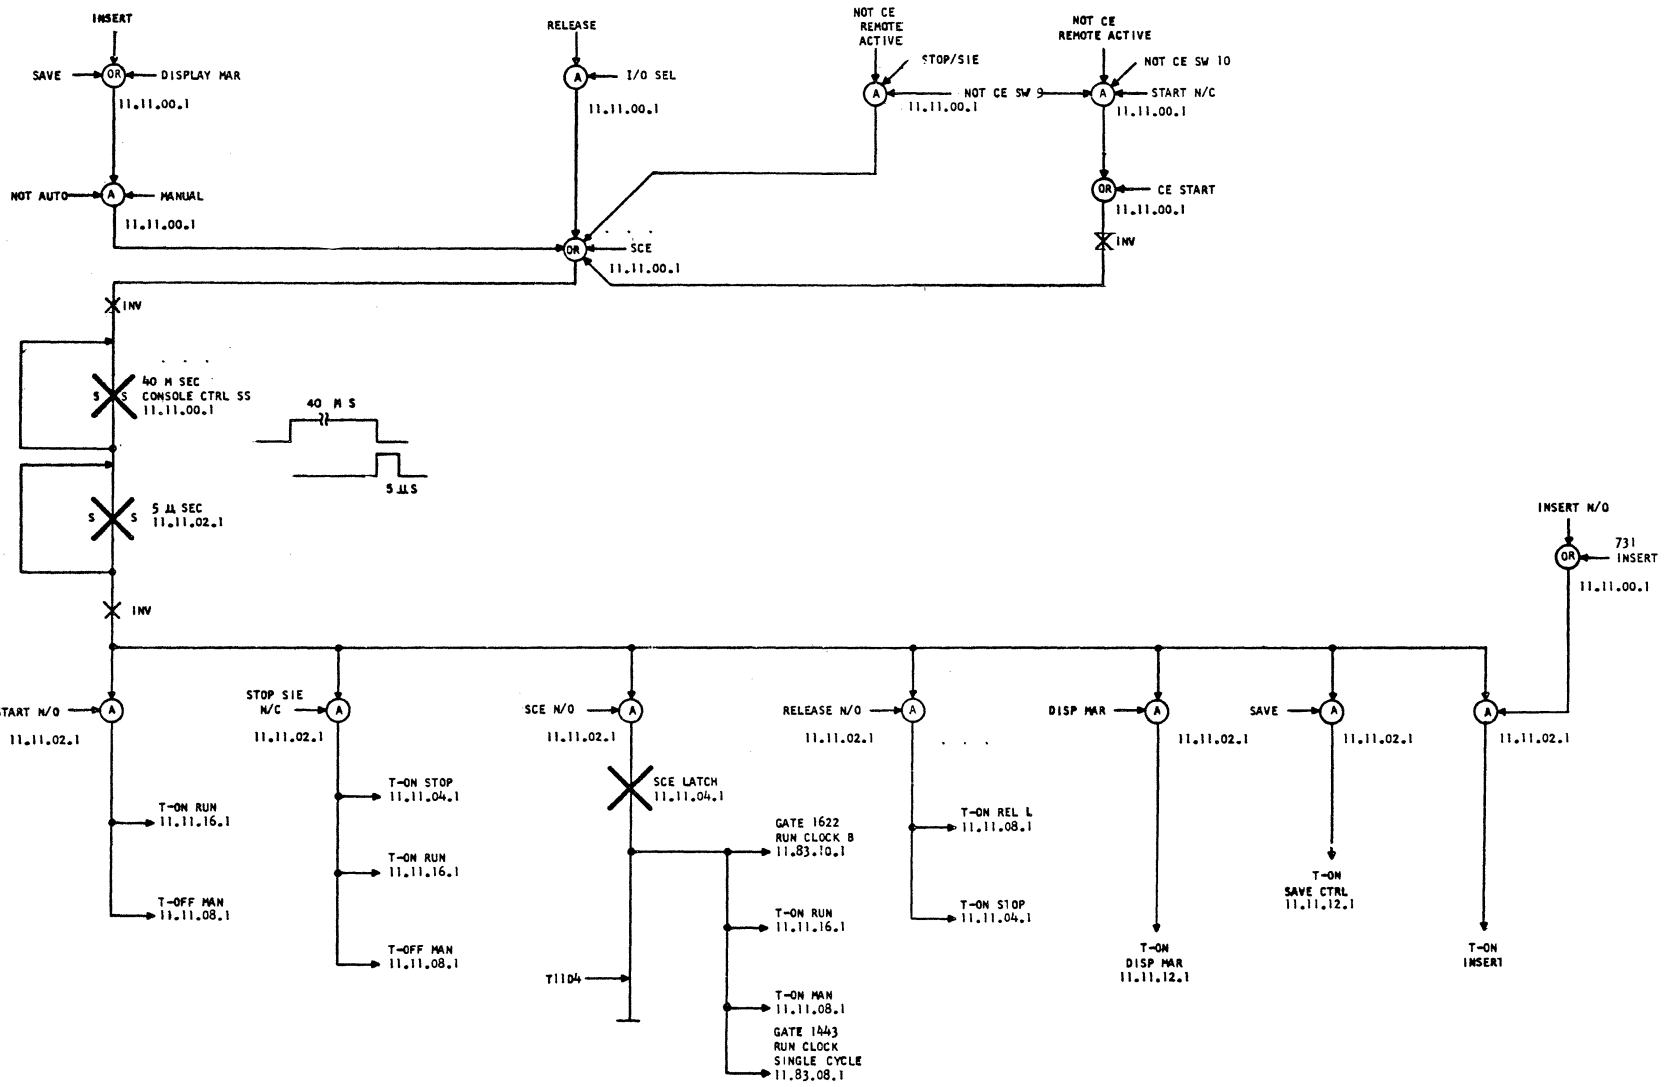 INSERT
SAVE
OR
DISPLAY MAR
11.11.00.1
NOT AUTO
A
MANUAL
11.11.00.1
RELEASE
A
I/O SEL
11.11.00.1
NOT CE
REMOTE
ACTIVE
STOP/SIE
A
NOT CE SW 9
11.11.00.1
NOT CE
REMOTE ACTIVE
NOT CE SW 10
A
START N/C
11.11.00.1
OR
CE START
11.11.00.1
INV
OR
SCE
11.11.00.1
INV
S S
40 M SEC
CONSOLE CTRL SS
11.11.00.1
40 M S
5 µS
S S
5 µ SEC
11.11.02.1
INV
INSERT N/O
OR
731
INSERT
11.11.00.1
TART N/O
A
11.11.02.1
T-ON RUN
11.11.16.1
T-OFF MAN
11.11.08.1
STOP SIE
N/C
A
11.11.02.1
T-ON STOP
11.11.04.1
T-ON RUN
11.11.16.1
T-OFF MAN
11.11.08.1
SCE N/O
A
11.11.02.1
SCE LATCH
11.11.04.1
GATE 1622
RUN CLOCK B
11.83.10.1
T-ON RUN
11.11.16.1
T11D4
T-ON MAN
11.11.08.1
GATE 1443
RUN CLOCK
SINGLE CYCLE
11.83.08.1
RELEASE N/O
A
11.11.02.1
T-ON REL L
11.11.08.1
T-ON STOP
11.11.04.1
DISP MAR
A
11.11.02.1
T-ON
DISP MAR
11.11.12.1
SAVE
A
11.11.02.1
T-ON
SAVE CTRL
11.11.12.1
A
11.11.02.1
T-ON
INSERT